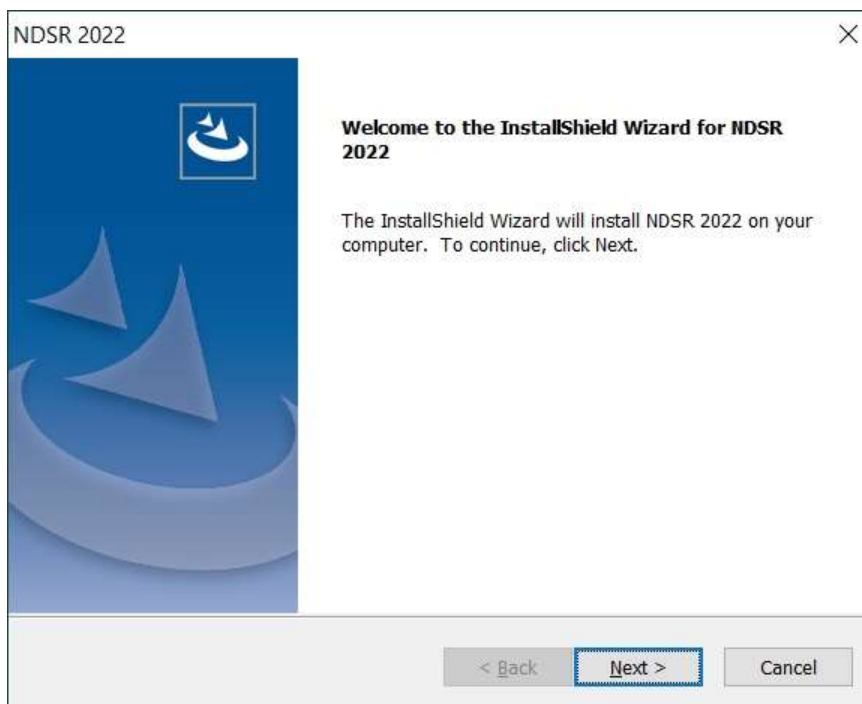 NDSR 2022
Welcome to the InstallShield Wizard for NDSR
2022
The InstallShield Wizard will install NDSR 2022 on your
computer.  To continue, click Next.
< Back
Next >
Cancel